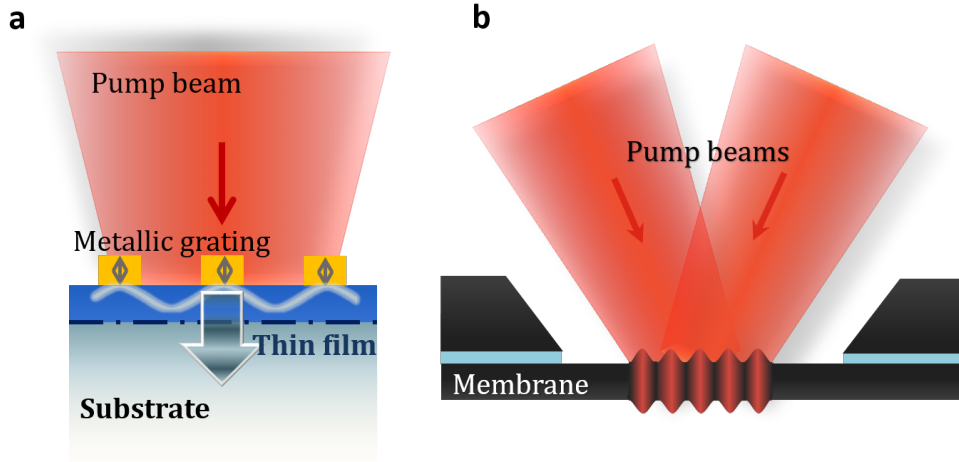 a
Pump beam
Metallic grating
Thin film
Substrate
b
Pump beams
Membrane